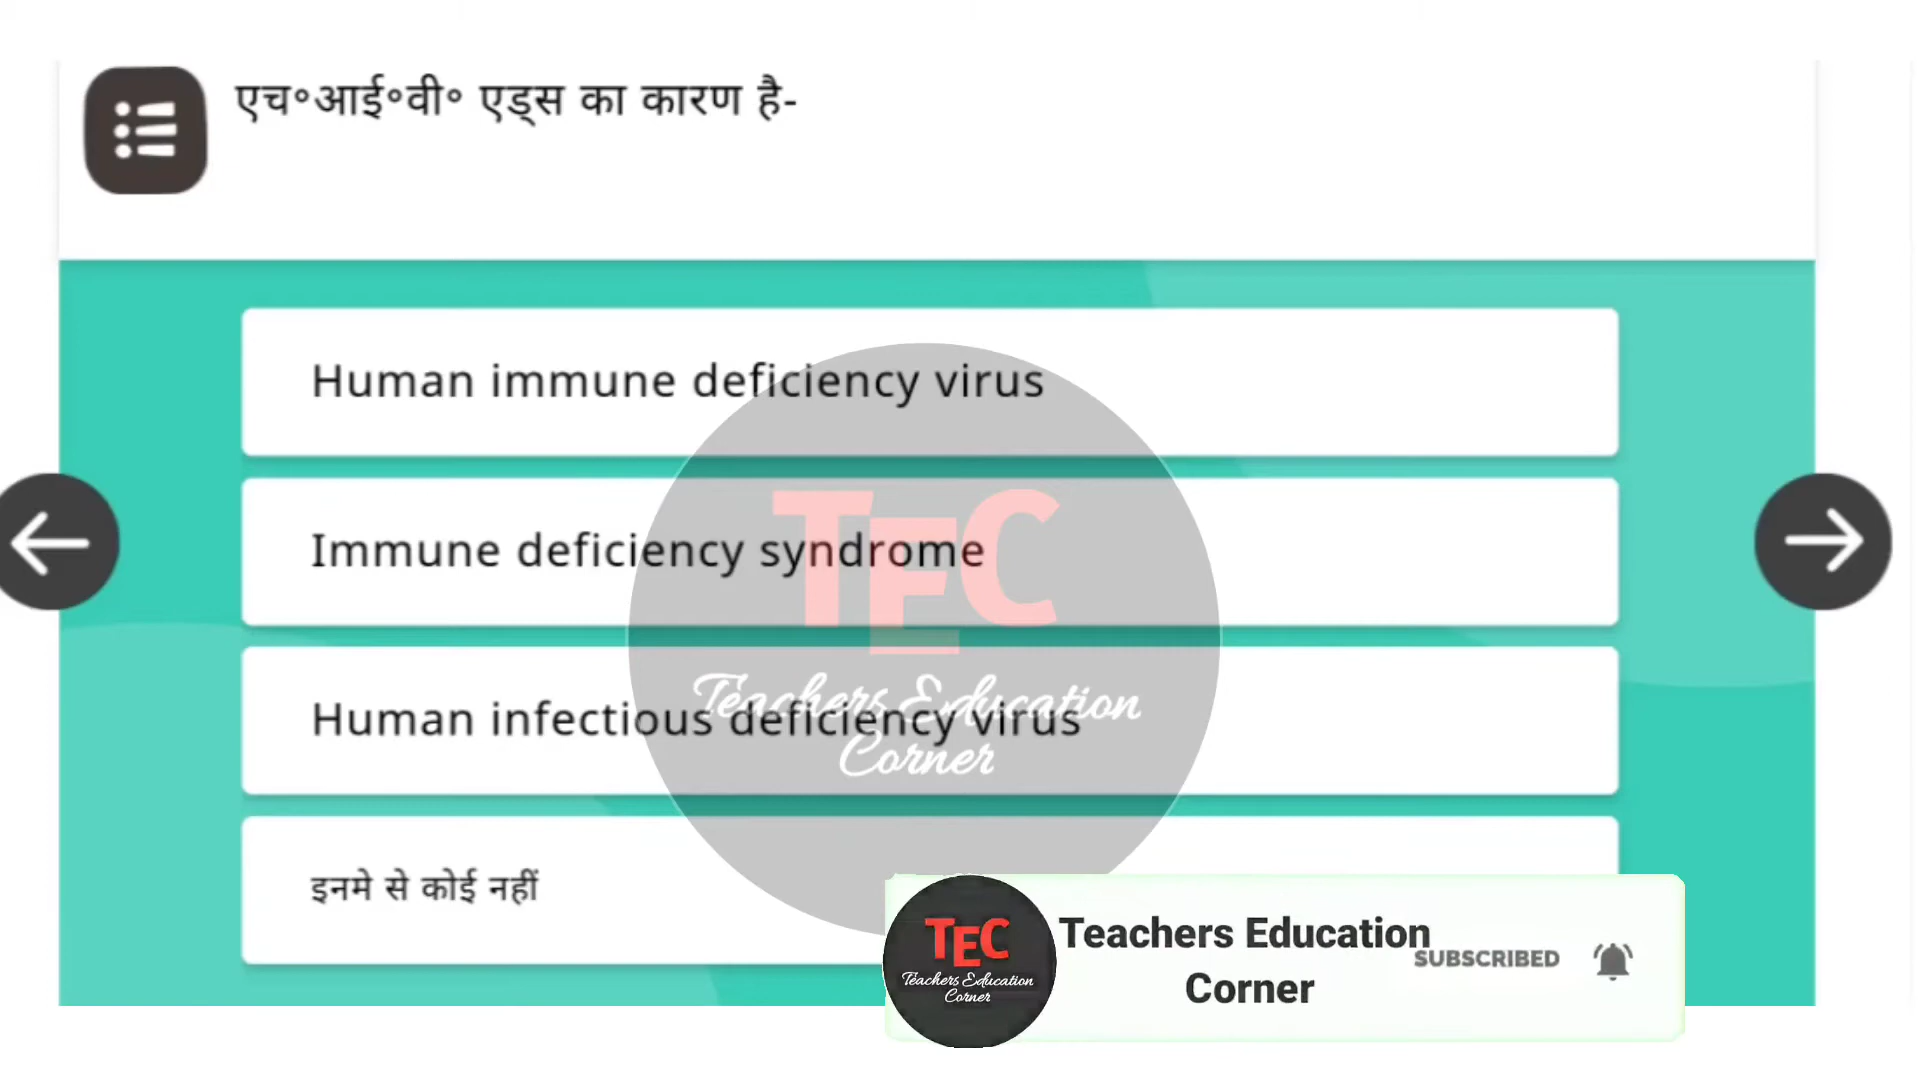 एच°आई°वी° एड्स का कारण है-
Human immune deficiency virus
Immune deficiency syndrome
TEC
Human infectious deficiency virus
Teachers Education
Corner
इनमे से कोई नहीं
TEC
Teachers Education
Corner
Teachers Education
Corner
SUBSCRIBED